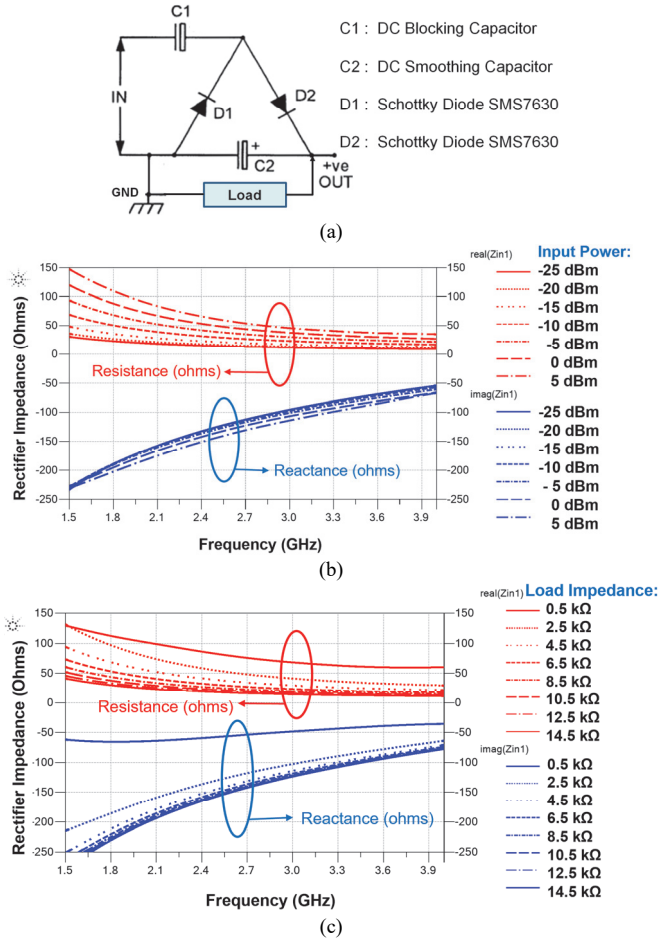 C1
IN
D1
D2
+
C2
+ve
OUT
GND
Load
C1 : DC Blocking Capacitor
C2 : DC Smoothing Capacitor
D1 : Schottky Diode SMS7630
D2 : Schottky Diode SMS7630
(a)
Rectifier Impedance (Ohms)
150
100
50
0
-50
-100
-150
-200
-250
150
100
50
0
-50
-100
-150
-200
-250
Resistance (ohms)
Reactance (ohms)
1.5 1.8 2.1 2.4 2.7 3.0 3.3 3.6 3.9
Frequency (GHz)
real(Zin1) Input Power:
-25 dBm
-20 dBm
-15 dBm
-10 dBm
-5 dBm
0 dBm
5 dBm
imag(Zin1)
-25 dBm
-20 dBm
-15 dBm
-10 dBm
- 5 dBm
0 dBm
5 dBm
(b)
Rectifier Impedance (Ohms)
150
100
50
0
-50
-100
-150
-200
-250
150
100
50
0
-50
-100
-150
-200
-250
Resistance (ohms)
Reactance (ohms)
1.5 1.8 2.1 2.4 2.7 3.0 3.3 3.6 3.9
Frequency (GHz)
real(Zin1) Load Impedance:
0.5 kΩ
2.5 kΩ
4.5 kΩ
6.5 kΩ
8.5 kΩ
10.5 kΩ
12.5 kΩ
14.5 kΩ
imag(Zin1)
0.5 kΩ
2.5 kΩ
4.5 kΩ
6.5 kΩ
8.5 kΩ
10.5 kΩ
12.5 kΩ
14.5 kΩ
(c)